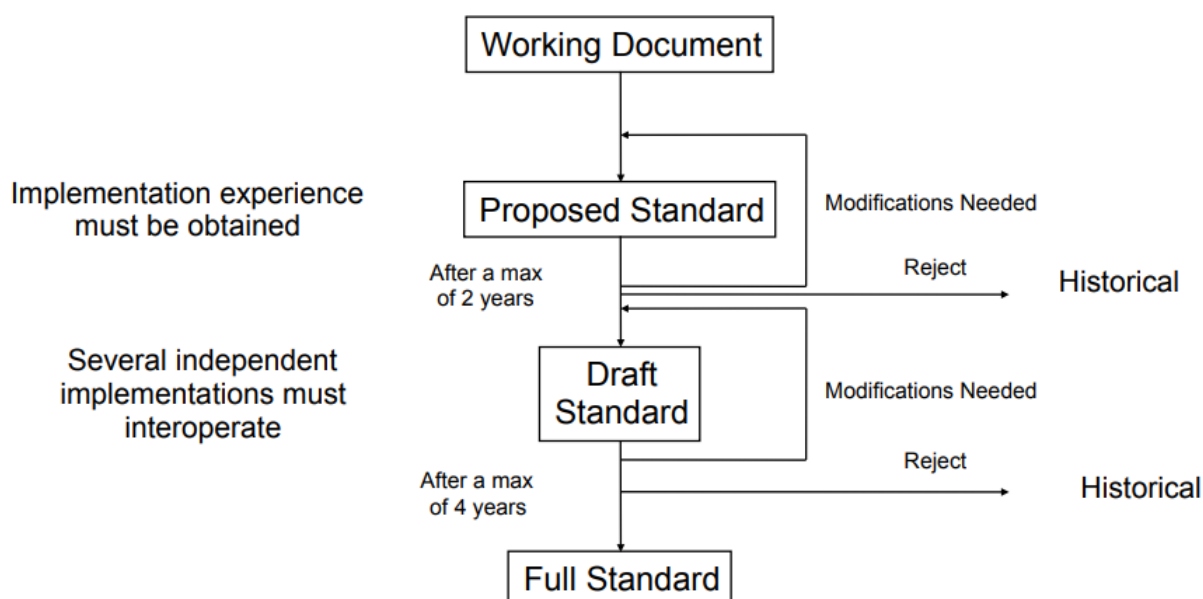 Working Document
Implementation experience
must be obtained
Proposed Standard
Modifications Needed
After a max
of 2 years
Reject
Historical
Several independent
implementations must
interoperate
Draft
Standard
Modifications Needed
After a max
of 4 years
Reject
Historical
Full Standard